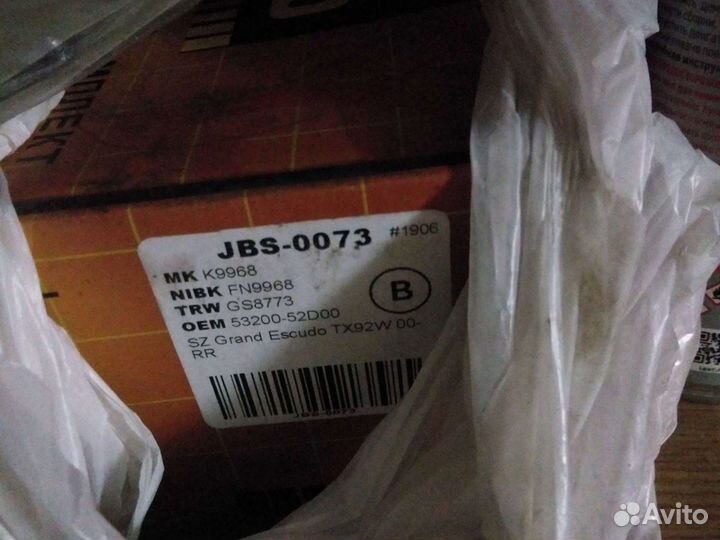 МПЛЕКТ
JBS-0073 #1906
MK K9968
NIBK FN9968
TRW GS8773
OEM 53200-52D00
B
SZ Grand Escudo TX92W 00-
RR
JBS-0073
Avito